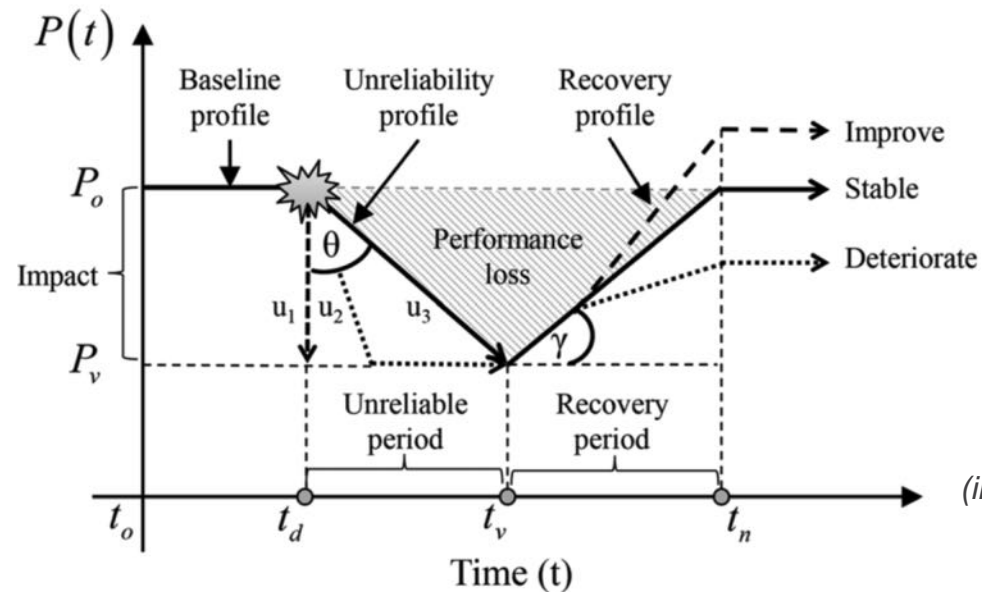 P(t)
Baseline
profile
Unreliability
profile
Recovery
profile
Improve
P_o
Stable
θ
Performance
loss
Impact
Deteriorate
u_1
u_2
u_3
γ
P_v
Unreliable
period
Recovery
period
t_o
t_d
t_v
t_n
Time (t)